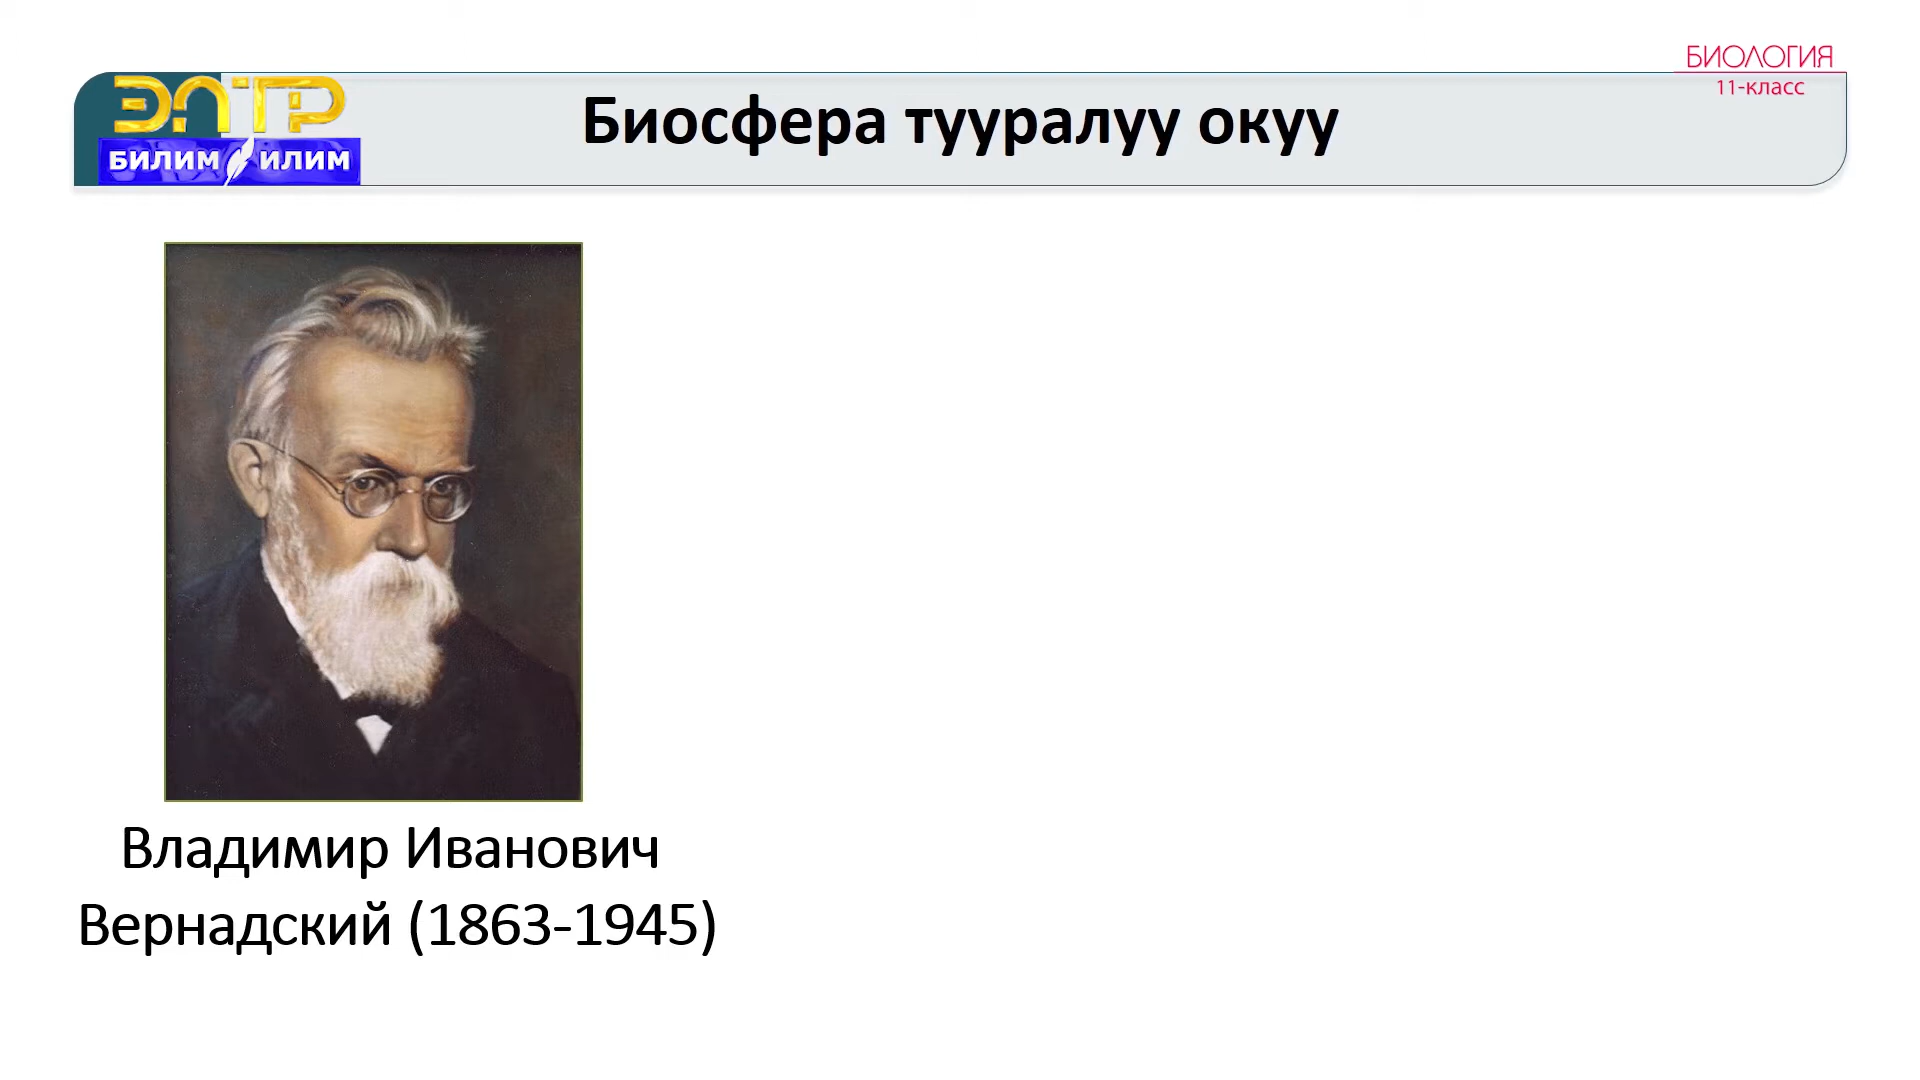 БИОЛОГИЯ
11-класс
ЭЛТР
БИЛИМ ИЛИМ
Биосфера тууралуу окуу
Владимир Иванович
Вернадский (1863-1945)